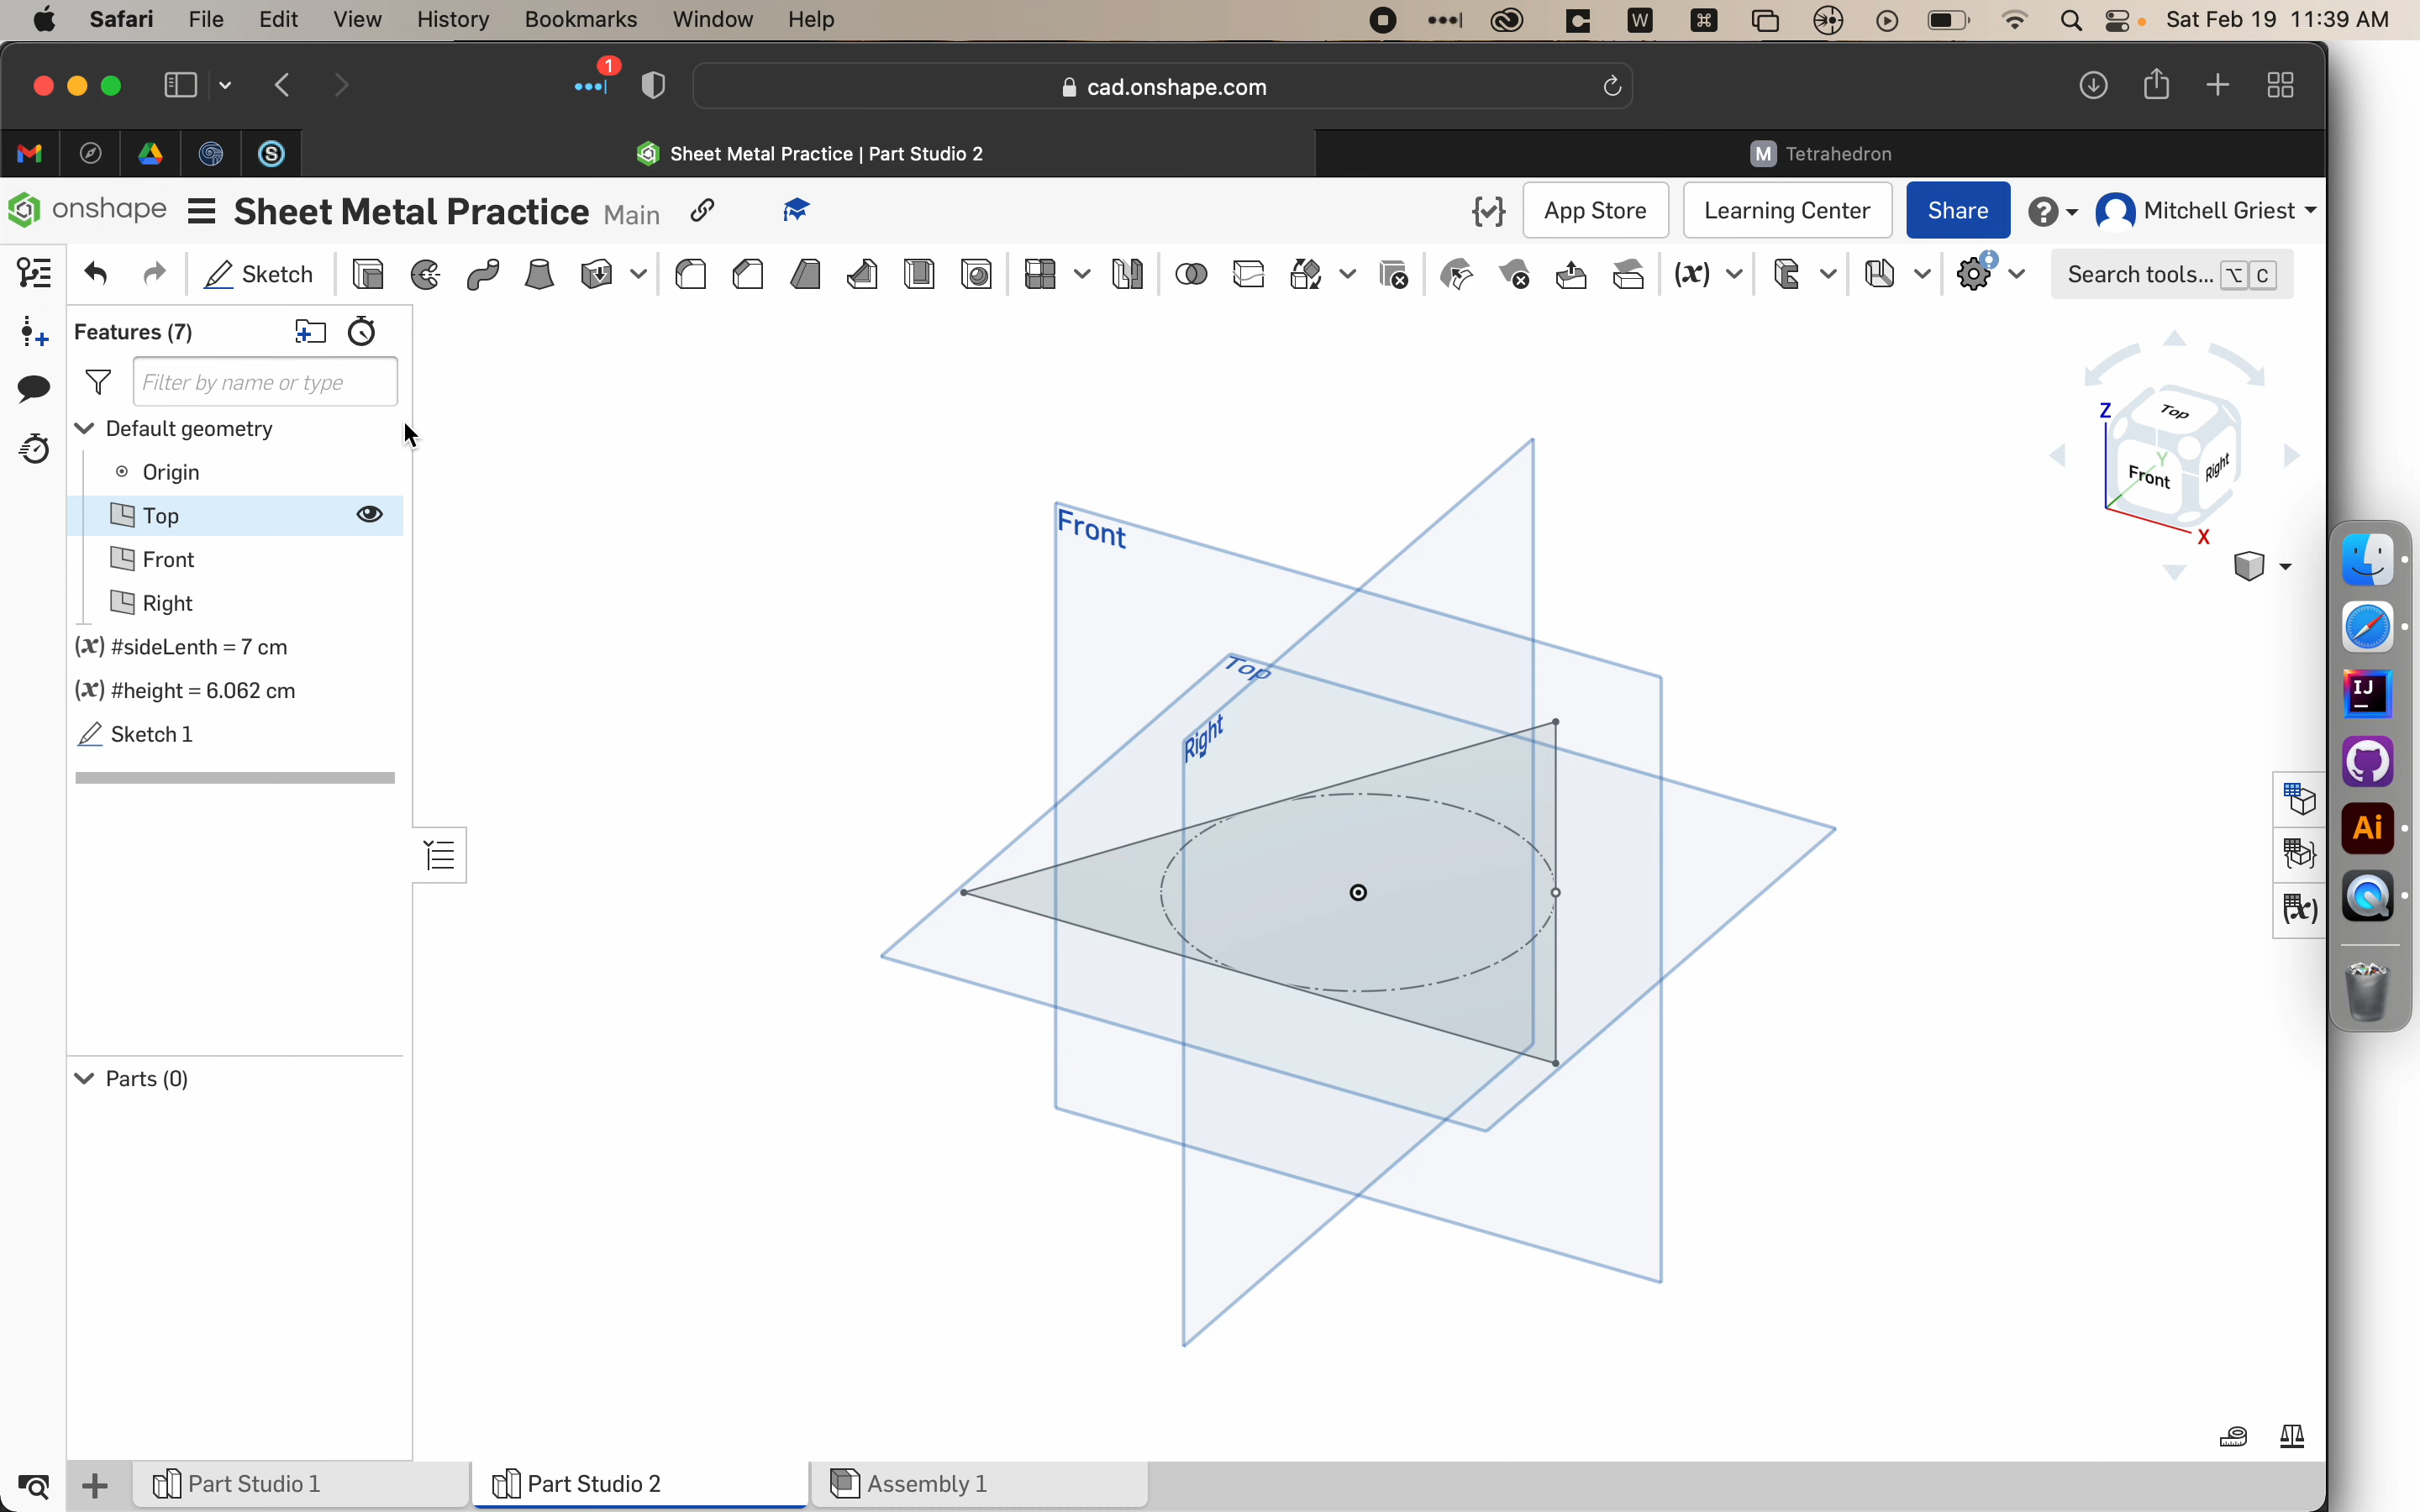 Safari File Edit View History Bookmarks Window Help W Sat Feb 19 11:39 AM
1
cad.onshape.com
Sheet Metal Practice | Part Studio 2
M Tetrahedron
onshape Sheet Metal Practice Main App Store Learning Center Share ? Mitchell Griest
Sketch (x) Search tools... ⌥ C
Features (7)
Filter by name or type
Default geometry
Origin
Top
Front
Right
(x) #sideLenth = 7 cm
(x) #height = 6.062 cm
Sketch 1
Parts (0)
Front
Top
Right
Z
Top
Y
Front
Right
X
IJ
Ai
(x)
Part Studio 1
Part Studio 2
Assembly 1